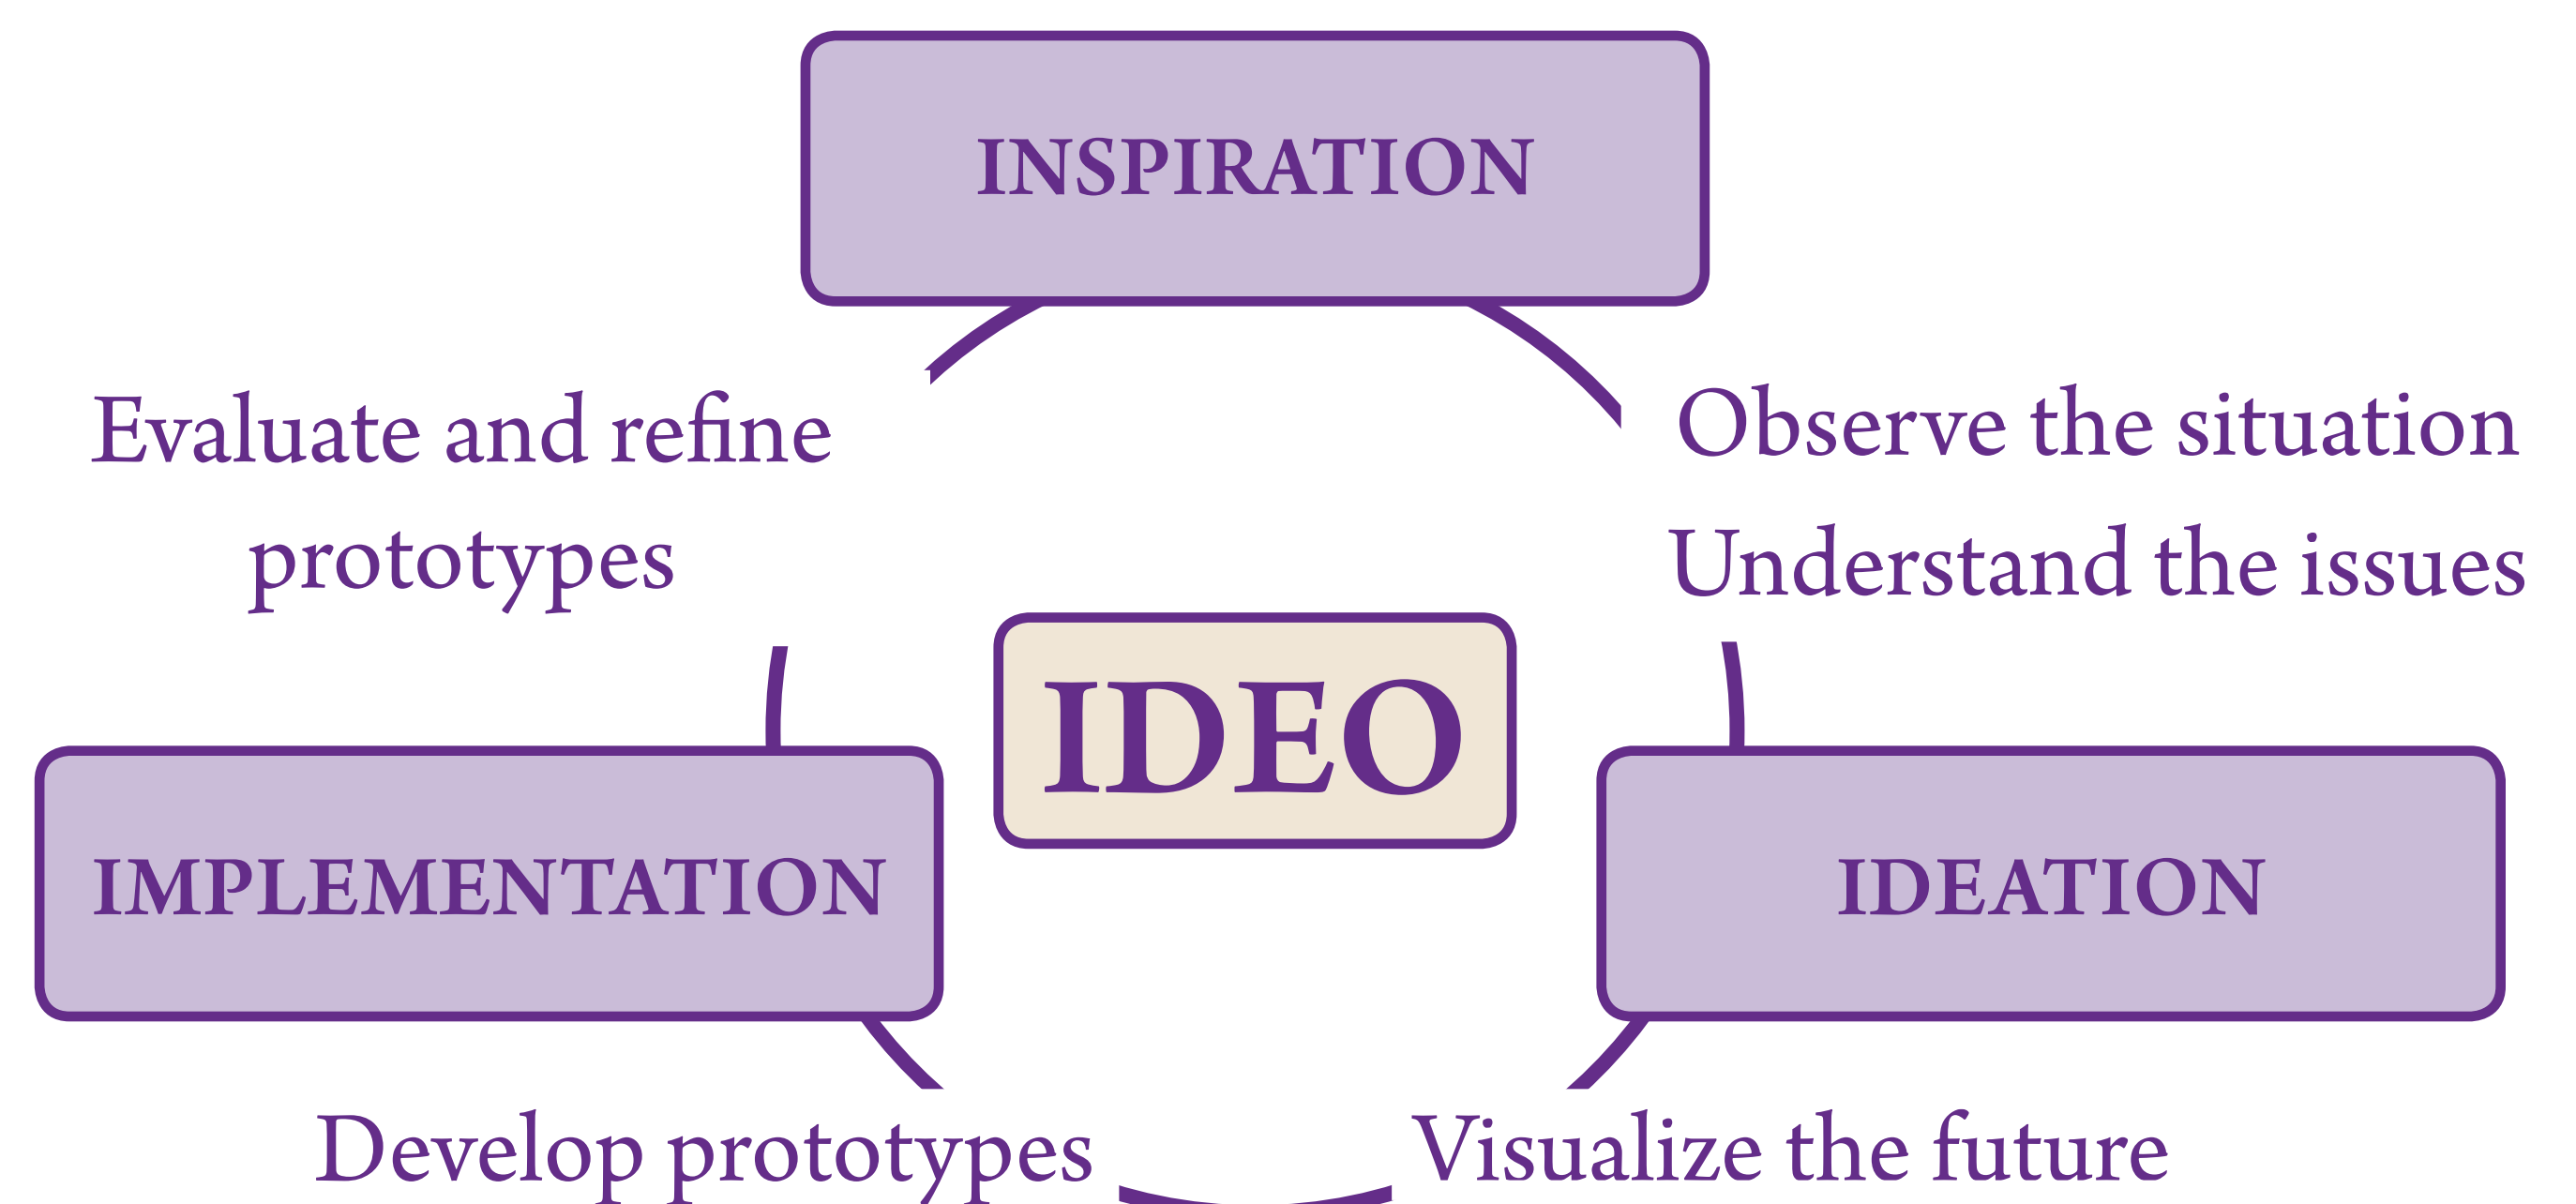 INSPIRATION
Evaluate and refine
prototypes
Observe the situation
Understand the issues
IDEO
IMPLEMENTATION
IDEATION
Develop prototypes
Visualize the future